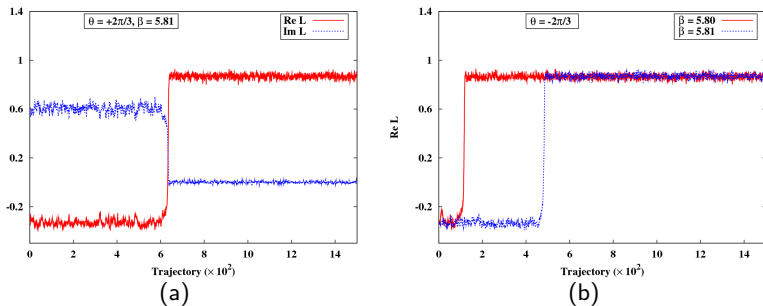 θ = +2π/3, β = 5.81
Re L
Im L
1.4
1
0.6
0.2
-0.2
0 2 4 6 8 10 12 14
Trajectory (× 10²)
(a)
θ = -2π/3
β = 5.80
β = 5.81
Re L
1.4
1
0.6
0.2
-0.2
0 2 4 6 8 10 12 14
Trajectory (× 10²)
(b)